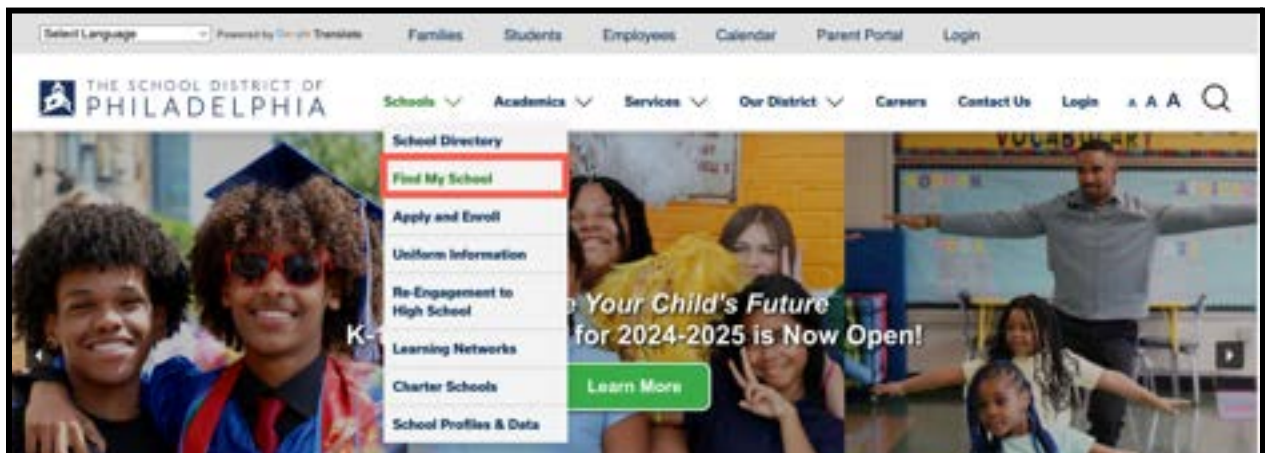 Select Language
Powered by Google Translate
Families
Students
Employees
Calendar
Parent Portal
Login
THE SCHOOL DISTRICT OF
PHILADELPHIA
Schools
Academics
Services
Our District
Careers
Contact Us
Login
A A A
School Directory
Find My School
Apply and Enroll
Uniform Information
Re-Engagement to
High School
Learning Networks
Charter Schools
School Profiles & Data
Your Child's Future
K-
for 2024-2025 is Now Open!
Learn More
VOCABULARY